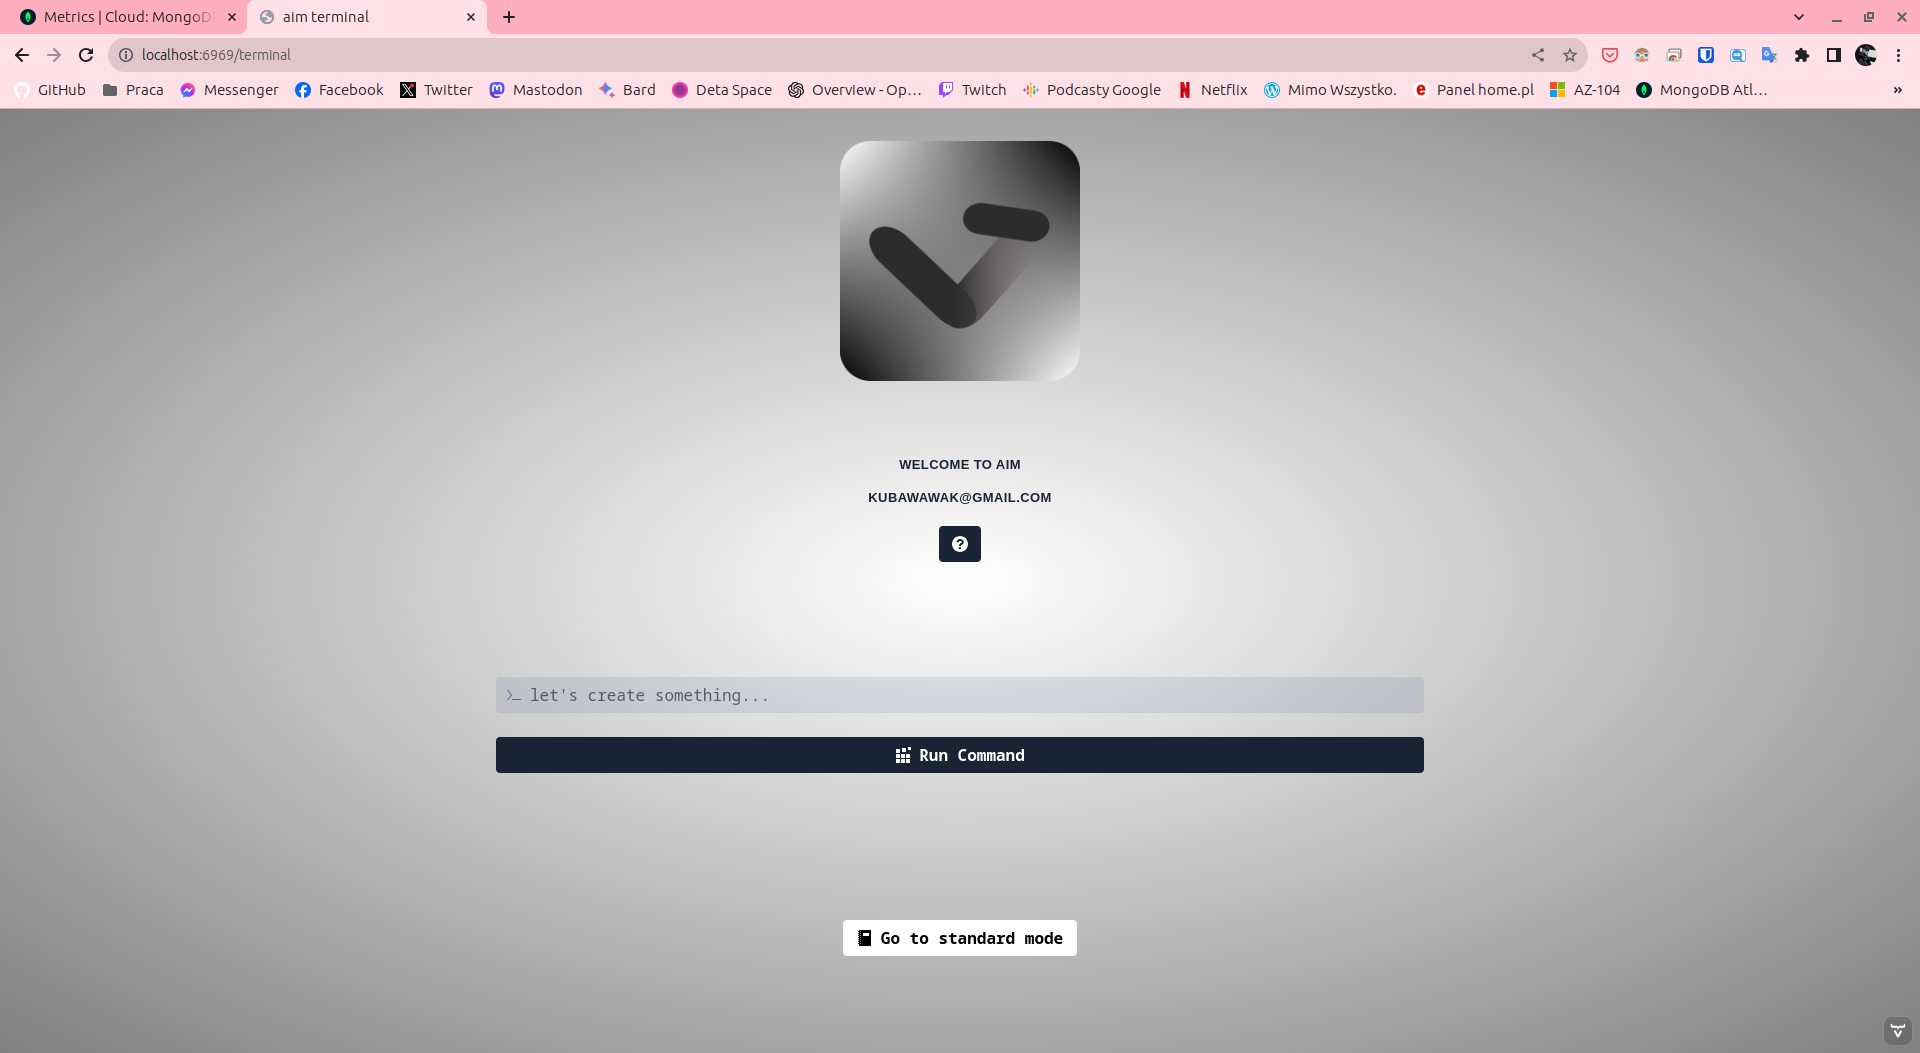 Metrics | Cloud: MongoD
aim terminal
localhost:6969/terminal
GitHub Praca Messenger Facebook Twitter Mastodon Bard Deta Space Overview - Op… Twitch Podcasty Google Netflix Mimo Wszystko. Panel home.pl AZ-104 MongoDB Atl… »
WELCOME TO AIM
KUBAWAWAK@GMAIL.COM
>_ let's create something...
Run Command
Go to standard mode